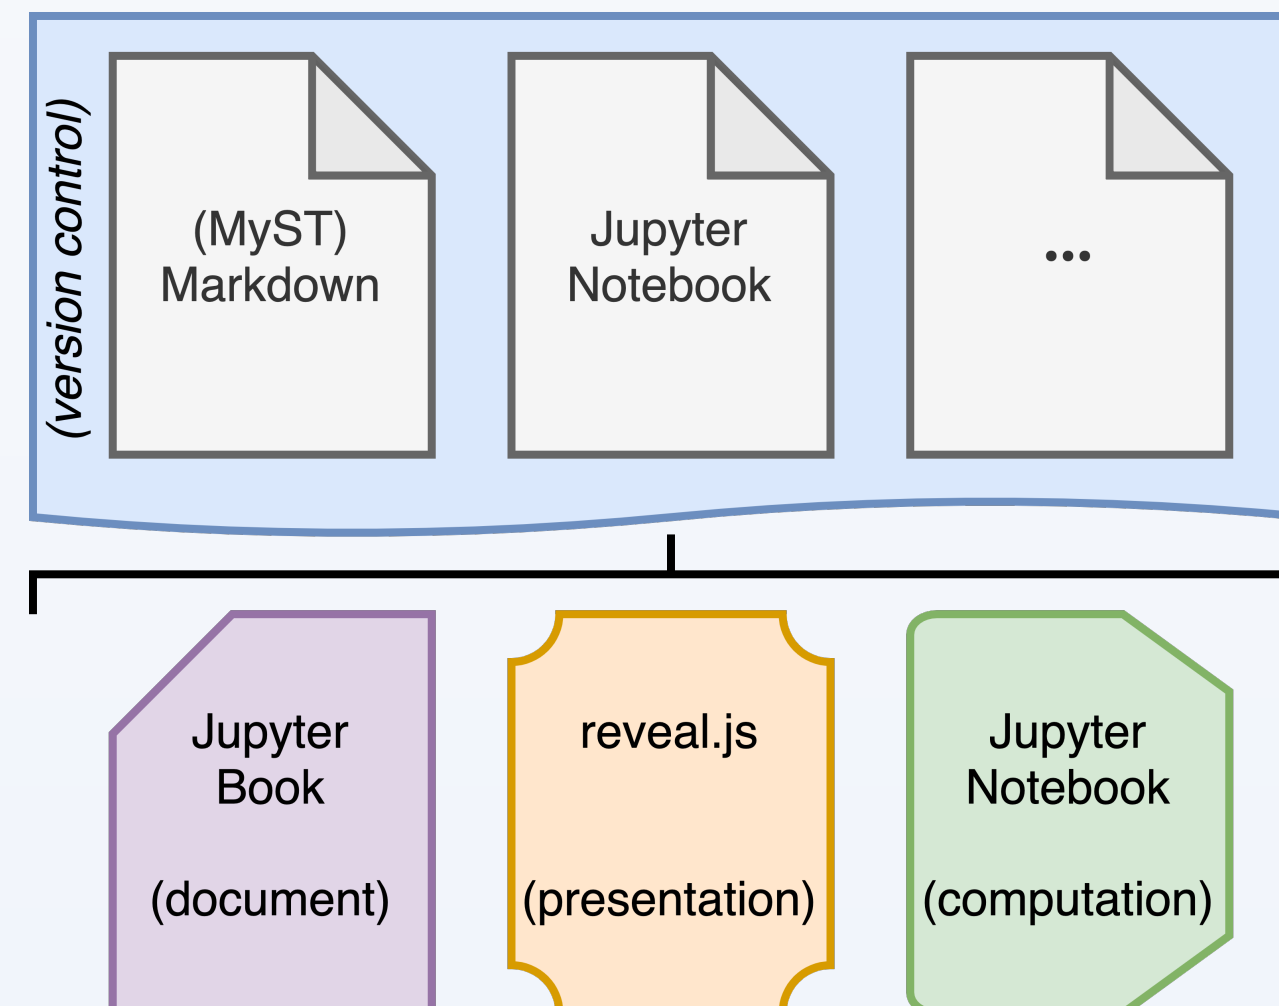 (version control)
(MyST)
Markdown
Jupyter
Notebook
...
Jupyter
Book
(document)
reveal.js
(presentation)
Jupyter
Notebook
(computation)